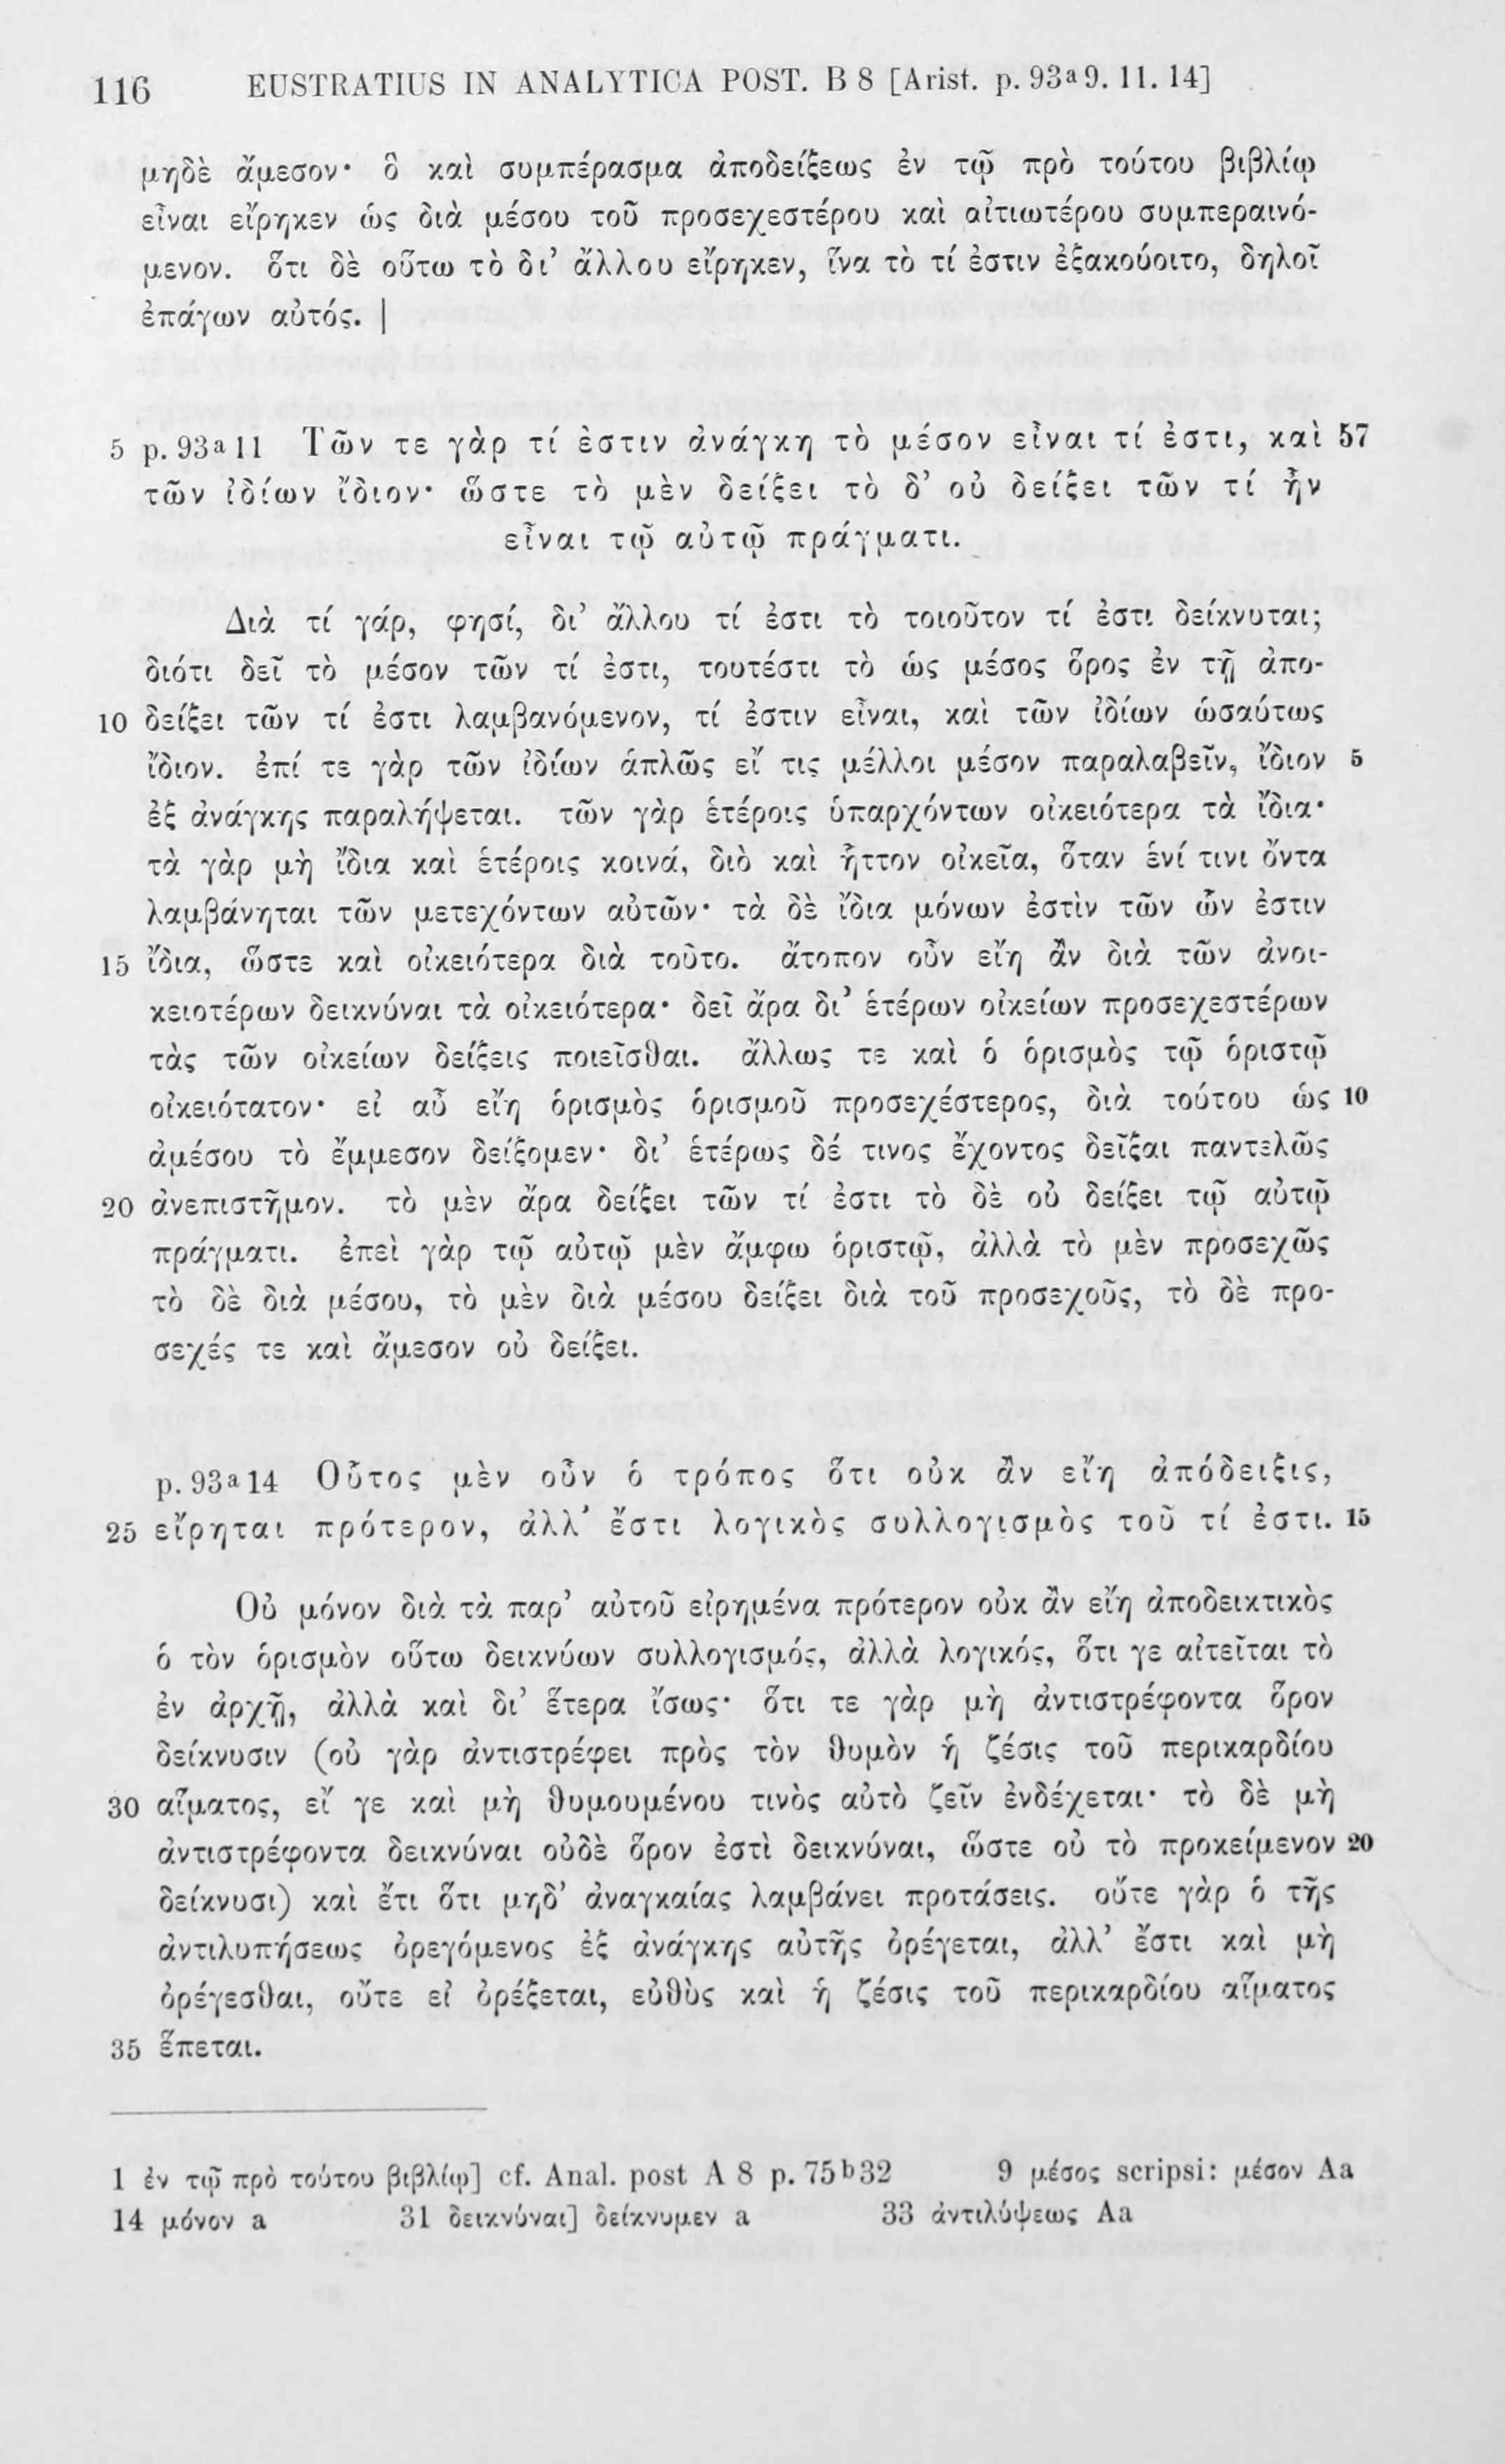 116 EUSTRATIUS IN ANALYTICA POST. B 8 [Arist. p. 93ᵃ9. 11. 14]
μηδὲ ἄμεσον· ὃ καὶ συμπέρασμα ἀποδείξεως ἐν τῷ πρὸ τούτου βιβλίῳ
εἶναι εἴρηκεν ὡς διὰ μέσου τοῦ προσεχεστέρου καὶ αἰτιωτέρου συμπεραινό-
μενον. ὅτι δὲ οὕτω τὸ δι’ ἄλλου εἴρηκεν, ἵνα τὸ τί ἐστιν ἐξακούοιτο, δηλοῖ
ἐπάγων αὐτός. |
5 p. 93ᵃ11 Τῶν τε γὰρ τί ἐστιν ἀνάγκη τὸ μέσον εἶναι τί ἐστι, καὶ 57
τῶν ἰδίων ἴδιον· ὥστε τὸ μὲν δείξει τὸ δ’ οὐ δείξει τῶν τί ἦν
εἶναι τῷ αὐτῷ πράγματι.
Διὰ τί γάρ, φησί, δι’ ἄλλου τί ἐστι τὸ τοιοῦτον τί ἐστι δείκνυται;
διότι δεῖ τὸ μέσον τῶν τί ἐστι, τουτέστι τὸ ὡς μέσος ὅρος ἐν τῇ ἀπο-
10 δείξει τῶν τί ἐστι λαμβανόμενον, τί ἐστιν εἶναι, καὶ τῶν ἰδίων ὡσαύτως
ἴδιον. ἐπί τε γὰρ τῶν ἰδίων ἁπλῶς εἴ τις μέλλοι μέσον παραλαβεῖν, ἴδιον 5
ἐξ ἀνάγκης παραλήψεται. τῶν γὰρ ἑτέροις ὑπαρχόντων οἰκειότερα τὰ ἴδια·
τὰ γὰρ μὴ ἴδια καὶ ἑτέροις κοινά, διὸ καὶ ἧττον οἰκεῖα, ὅταν ἑνί τινι ὄντα
λαμβάνηται τῶν μετεχόντων αὐτῶν· τὰ δὲ ἴδια μόνων ἐστὶν τῶν ὧν ἐστιν
15 ἴδια, ὥστε καὶ οἰκειότερα διὰ τοῦτο. ἄτοπον οὖν εἴη ἂν διὰ τῶν ἀνοι-
κειοτέρων δεικνύναι τὰ οἰκειότερα· δεῖ ἄρα δι’ ἑτέρων οἰκείων προσεχεστέρων
τὰς τῶν οἰκείων δείξεις ποιεῖσθαι. ἄλλως τε καὶ ὁ ὁρισμὸς τῷ ὁριστῷ
οἰκειότατον· εἰ αὖ εἴη ὁρισμὸς ὁρισμοῦ προσεχέστερος, διὰ τούτου ὡς 10
ἀμέσου τὸ ἔμμεσον δείξομεν· δι’ ἑτέρως δέ τινος ἔχοντος δεῖξαι παντελῶς
20 ἀνεπιστῆμον. τὸ μὲν ἄρα δείξει τῶν τί ἐστι τὸ δὲ οὐ δείξει τῷ αὐτῷ
πράγματι. ἐπεὶ γὰρ τῷ αὐτῷ μὲν ἄμφω ὁριστῷ, ἀλλὰ τὸ μὲν προσεχῶς
τὸ δὲ διὰ μέσου, τὸ μὲν διὰ μέσου δείξει διὰ τοῦ προσεχοῦς, τὸ δὲ προ-
σεχές τε καὶ ἄμεσον οὐ δείξει.
p. 93ᵃ14 Οὗτος μὲν οὖν ὁ τρόπος ὅτι οὐκ ἂν εἴη ἀπόδειξις,
25 εἴρηται πρότερον, ἀλλ’ ἔστι λογικὸς συλλογισμὸς τοῦ τί ἐστι. 15
Οὐ μόνον διὰ τὰ παρ’ αὐτοῦ εἰρημένα πρότερον οὐκ ἂν εἴη ἀποδεικτικὸς
ὁ τὸν ὁρισμὸν οὕτω δεικνύων συλλογισμός, ἀλλὰ λογικός, ὅτι γε αἰτεῖται τὸ
ἐν ἀρχῇ, ἀλλὰ καὶ δι’ ἕτερα ἴσως· ὅτι τε γὰρ μὴ ἀντιστρέφοντα ὅρον
δείκνυσιν (οὐ γὰρ ἀντιστρέφει πρὸς τὸν θυμὸν ἡ ζέσις τοῦ περικαρδίου
30 αἵματος, εἴ γε καὶ μὴ θυμουμένου τινὸς αὐτὸ ζεῖν ἐνδέχεται· τὸ δὲ μὴ
ἀντιστρέφοντα δεικνύναι οὐδὲ ὅρον ἐστὶ δεικνύναι, ὥστε οὐ τὸ προκείμενον 20
δείκνυσι) καὶ ἔτι ὅτι μηδ’ ἀναγκαίας λαμβάνει προτάσεις. οὔτε γὰρ ὁ τῆς
ἀντιλυπήσεως ὀρεγόμενος ἐξ ἀνάγκης αὐτῆς ὀρέγεται, ἀλλ’ ἔστι καὶ μὴ
ὀρέγεσθαι, οὔτε εἰ ὀρέξεται, εὐθὺς καὶ ἡ ζέσις τοῦ περικαρδίου αἵματος
35 ἕπεται.
1 ἐν τῷ πρὸ τούτου βιβλίῳ] cf. Anal. post A 8 p. 75ᵇ32 9 μέσος scripsi: μέσον Aa
14 μόνον a 31 δεικνύναι] δείκνυμεν a 33 ἀντιλύψεως Aa